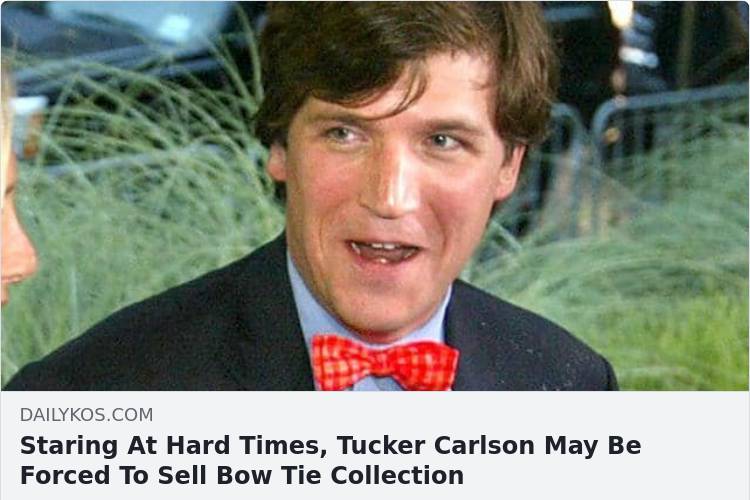 DAILYKOS.COM
Staring At Hard Times, Tucker Carlson May Be
Forced To Sell Bow Tie Collection